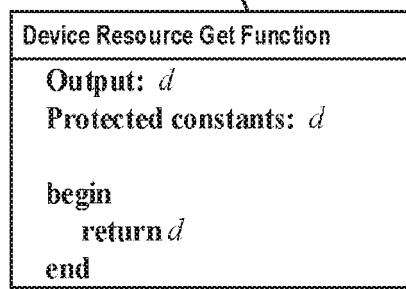 Device Resource Get Function
Output: d
Protected constants: d
begin
return d
end